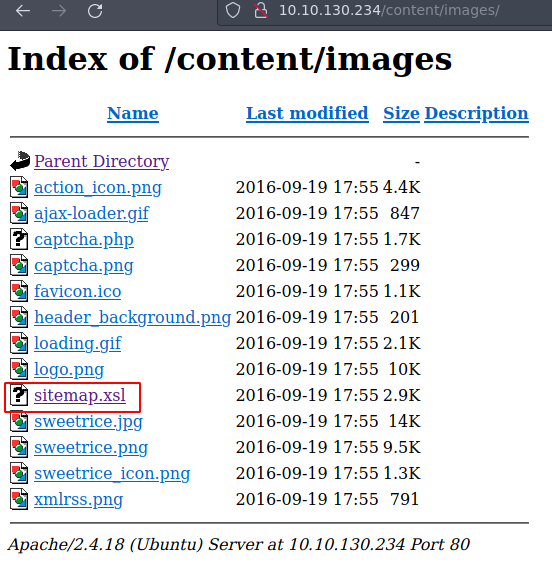 10.10.130.234/content/images/
Index of /content/images
Name Last modified Size Description
Parent Directory -
action_icon.png 2016-09-19 17:55 4.4K
ajax-loader.gif 2016-09-19 17:55 847
captcha.php 2016-09-19 17:55 1.7K
captcha.png 2016-09-19 17:55 299
favicon.ico 2016-09-19 17:55 1.1K
header_background.png 2016-09-19 17:55 201
loading.gif 2016-09-19 17:55 2.1K
logo.png 2016-09-19 17:55 10K
sitemap.xsl 2016-09-19 17:55 2.9K
sweetrice.jpg 2016-09-19 17:55 14K
sweetrice.png 2016-09-19 17:55 9.5K
sweetrice_icon.png 2016-09-19 17:55 1.3K
xmlrss.png 2016-09-19 17:55 791
Apache/2.4.18 (Ubuntu) Server at 10.10.130.234 Port 80